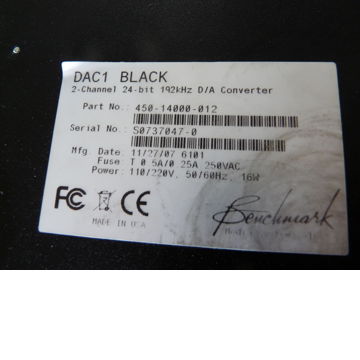 DAC1 BLACK
2-Channel 24-bit 192kHz D/A Converter
Part No.: 450-14000-012
Serial No.: S0737047-0
Mfg. Date: 11/27/07 6101
Fuse: T 0.5A/0.25A 250VAC
Power: 110/220V, 50/60Hz, 16W
FC CE
MADE IN USA
Benchmark